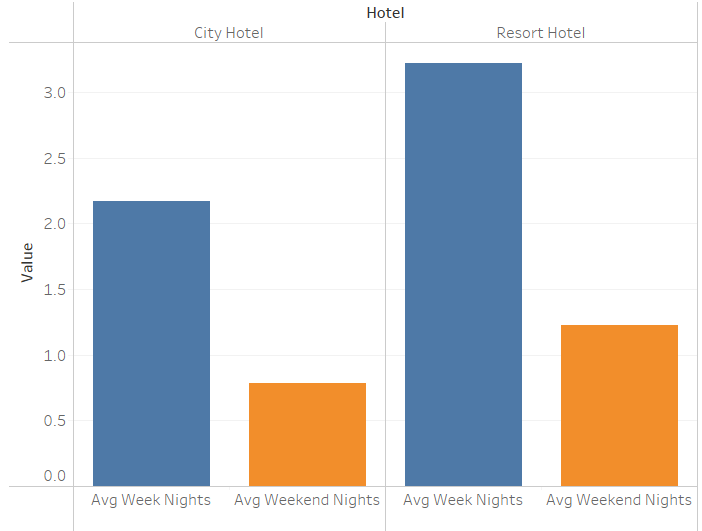 Hotel
City Hotel Resort Hotel
3.0
2.5
2.0
1.5
1.0
0.5
0.0
Value
Avg Week Nights Avg Weekend Nights Avg Week Nights Avg Weekend Nights